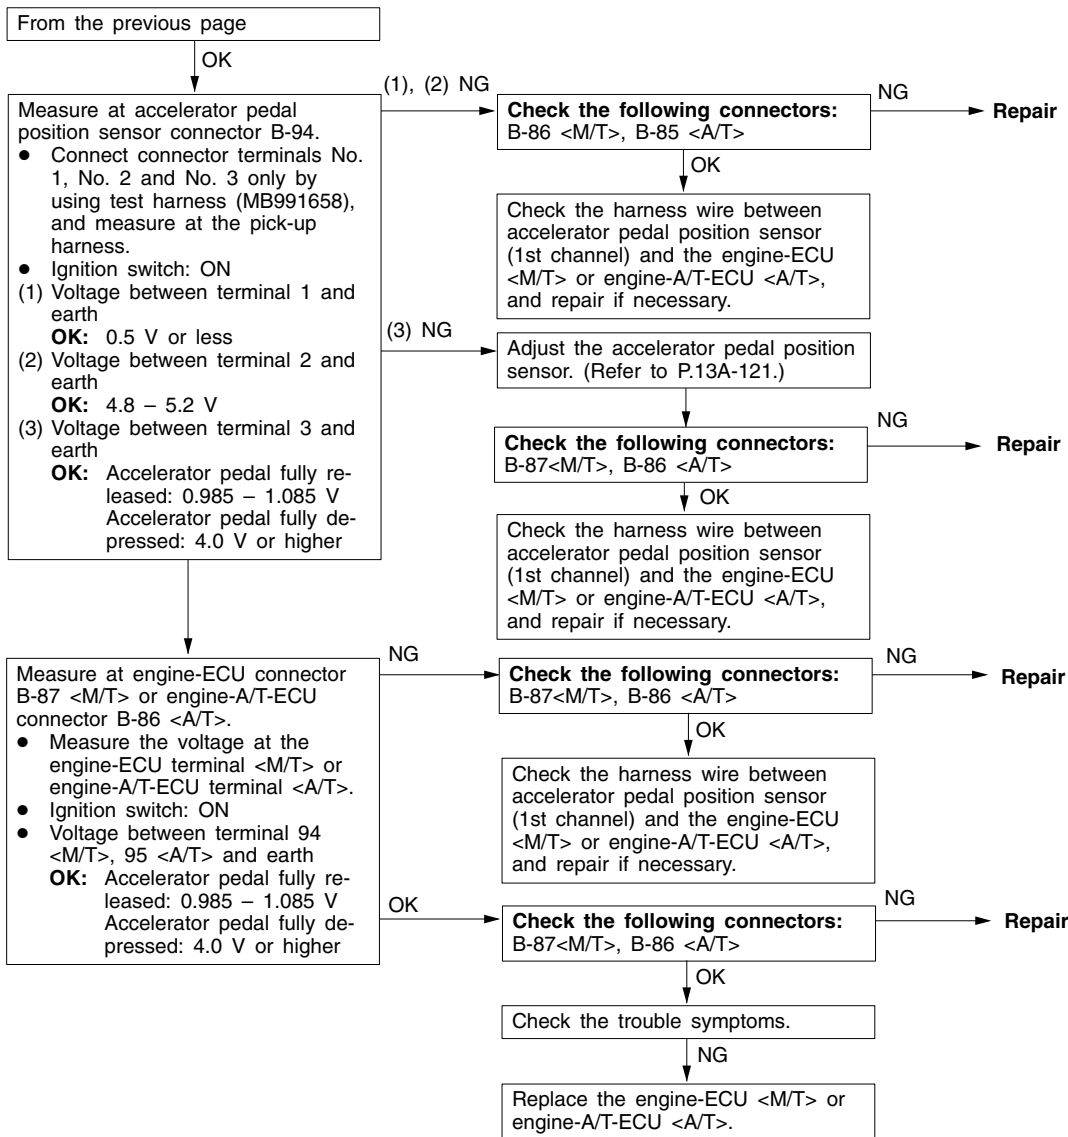 From the previous page
OK
Measure at accelerator pedal
position sensor connector B-94.
● Connect connector terminals No.
1, No. 2 and No. 3 only by
using test harness (MB991658),
and measure at the pick-up
harness.
● Ignition switch: ON
(1) Voltage between terminal 1 and
earth
OK: 0.5 V or less
(2) Voltage between terminal 2 and
earth
OK: 4.8 – 5.2 V
(3) Voltage between terminal 3 and
earth
OK: Accelerator pedal fully re-
leased: 0.985 – 1.085 V
Accelerator pedal fully de-
pressed: 4.0 V or higher
(1), (2) NG
Check the following connectors:
B-86 <M/T>, B-85 <A/T>
NG
Repair
OK
Check the harness wire between
accelerator pedal position sensor
(1st channel) and the engine-ECU
<M/T> or engine-A/T-ECU <A/T>,
and repair if necessary.
(3) NG
Adjust the accelerator pedal position
sensor. (Refer to P.13A-121.)
Check the following connectors:
B-87<M/T>, B-86 <A/T>
NG
Repair
OK
Check the harness wire between
accelerator pedal position sensor
(1st channel) and the engine-ECU
<M/T> or engine-A/T-ECU <A/T>,
and repair if necessary.
Measure at engine-ECU connector
B-87 <M/T> or engine-A/T-ECU
connector B-86 <A/T>.
● Measure the voltage at the
engine-ECU terminal <M/T> or
engine-A/T-ECU terminal <A/T>.
● Ignition switch: ON
● Voltage between terminal 94
<M/T>, 95 <A/T> and earth
OK: Accelerator pedal fully re-
leased: 0.985 – 1.085 V
Accelerator pedal fully de-
pressed: 4.0 V or higher
NG
Check the following connectors:
B-87<M/T>, B-86 <A/T>
NG
Repair
OK
Check the harness wire between
accelerator pedal position sensor
(1st channel) and the engine-ECU
<M/T> or engine-A/T-ECU <A/T>,
and repair if necessary.
OK
Check the following connectors:
B-87<M/T>, B-86 <A/T>
NG
Repair
OK
Check the trouble symptoms.
NG
Replace the engine-ECU <M/T> or
engine-A/T-ECU <A/T>.